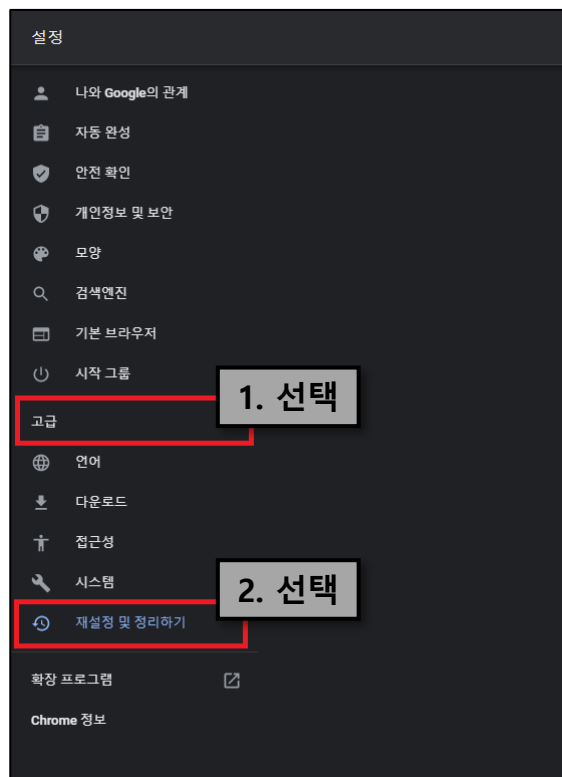 설정
나와 Google의 관계
자동 완성
안전 확인
개인정보 및 보안
모양
검색엔진
기본 브라우저
시작 그룹
1. 선택
고급
언어
다운로드
접근성
시스템
2. 선택
재설정 및 정리하기
확장 프로그램
Chrome 정보